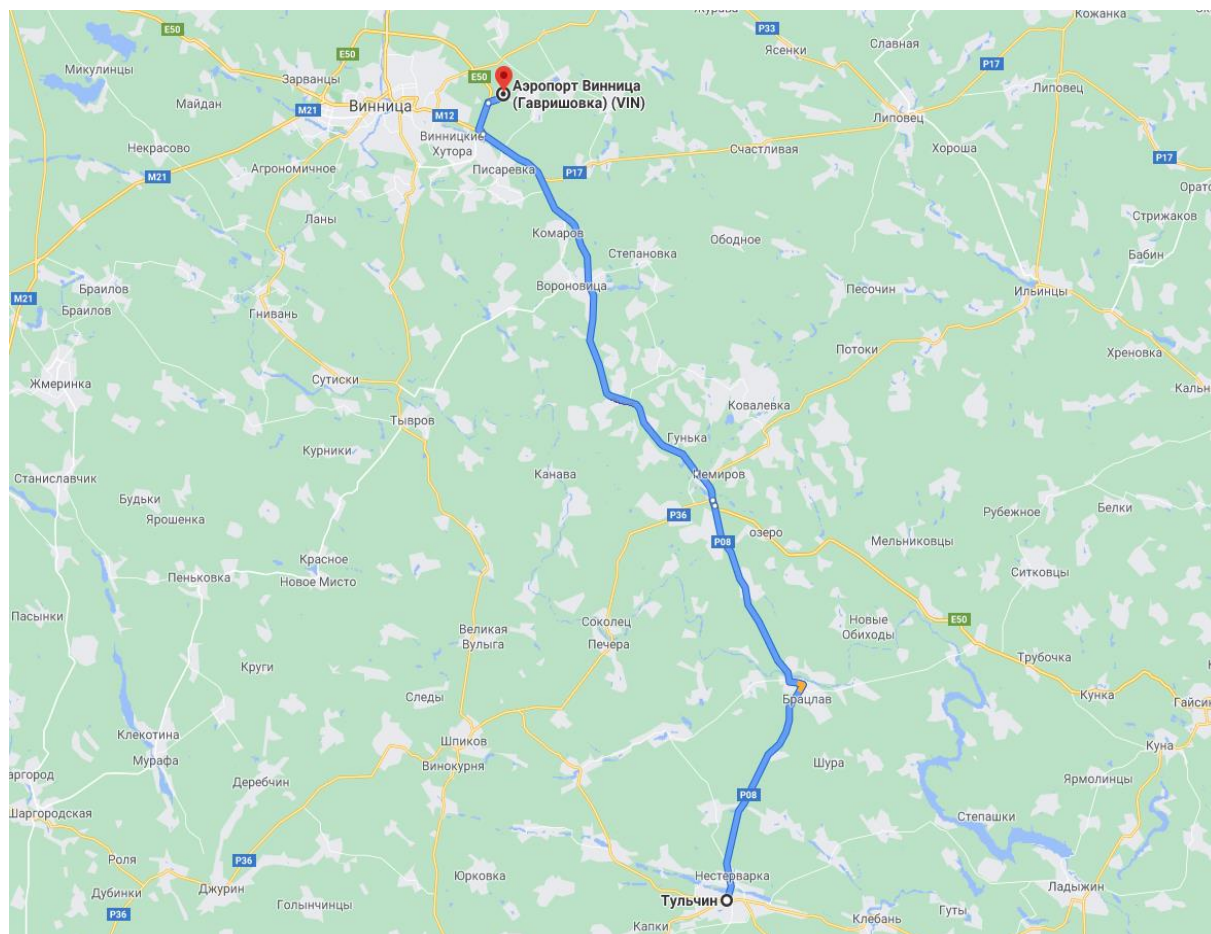 E50
Журава
P33
Кожанка
Микулинцы
Зарванцы
E50
E50
Ясенки
Славная
Аэропорт Винница
(Гавришовка) (VIN)
P17
Майдан
M21
Винница
M12
Липовец
Липовец
Винницкие
Хутора
Некрасово
M21
Агрономичное
Писаревка
P17
Счастливая
Хороша
P17
Орато
Ланы
Стрижаков
Комаров
Степановка
Ободное
Бабин
M21
Браилов
Браилов
Гнивань
Вороновица
Песочин
Ильинцы
Жмеринка
Сутиски
Потоки
Хреновка
Кальн
Тывров
Ковалевка
Гунька
Курники
Станиславчик
Канава
Немиров
Будьки
Ярошенка
P36
озеро
Рубежное
Белки
P08
Мельниковцы
Красное
Новое Мисто
Пеньковка
Ситковцы
Пасынки
Соколец
Печера
Новые
Обиходы
E50
Великая
Вулыга
Трубочка
Круги
Следы
Брацлав
Кунка
Гайсин
Клекотина
Шпиков
Куна
Мурафа
Винокурня
Шура
аргород
Деребчин
P08
Ярмолинцы
Шаргородская
Степашки
Роля
P36
Юрковка
Нестерварка
Дубинки
Джурин
Ладыжин
Голынчинцы
Тульчин
P36
Капки
Клебань
Гуты